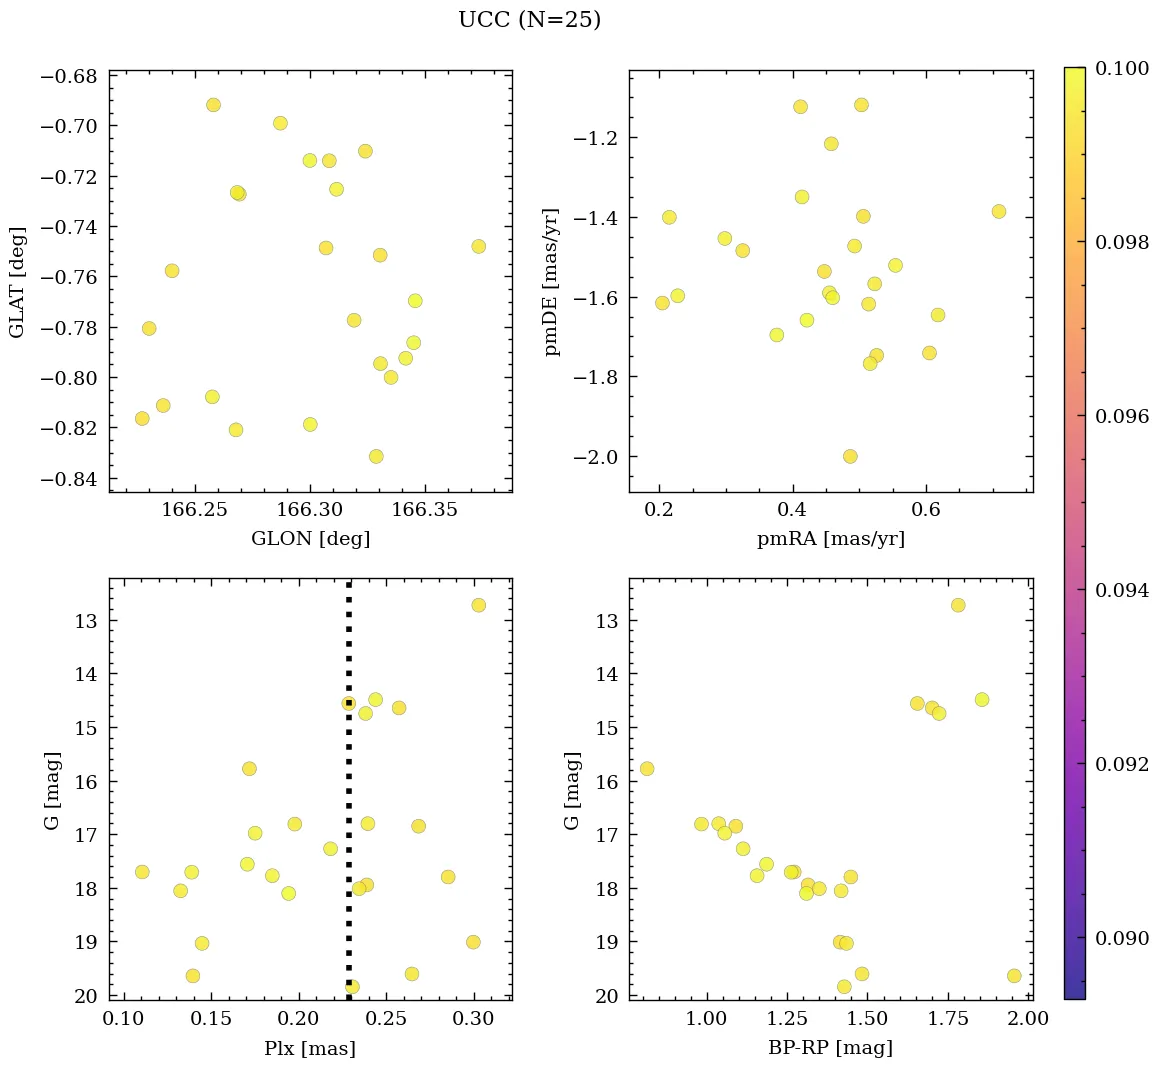 UCC (N=25)
−0.68
−0.70
−0.72
−0.74
−0.76
−0.78
−0.80
−0.82
−0.84
GLAT [deg]
166.25 166.30 166.35
GLON [deg]
−1.2
−1.4
−1.6
−1.8
−2.0
pmDE [mas/yr]
0.2 0.4 0.6
pmRA [mas/yr]
13
14
15
16
17
18
19
20
G [mag]
0.10 0.15 0.20 0.25 0.30
Plx [mas]
13
14
15
16
17
18
19
20
G [mag]
1.00 1.25 1.50 1.75 2.00
BP-RP [mag]
0.100
0.098
0.096
0.094
0.092
0.090